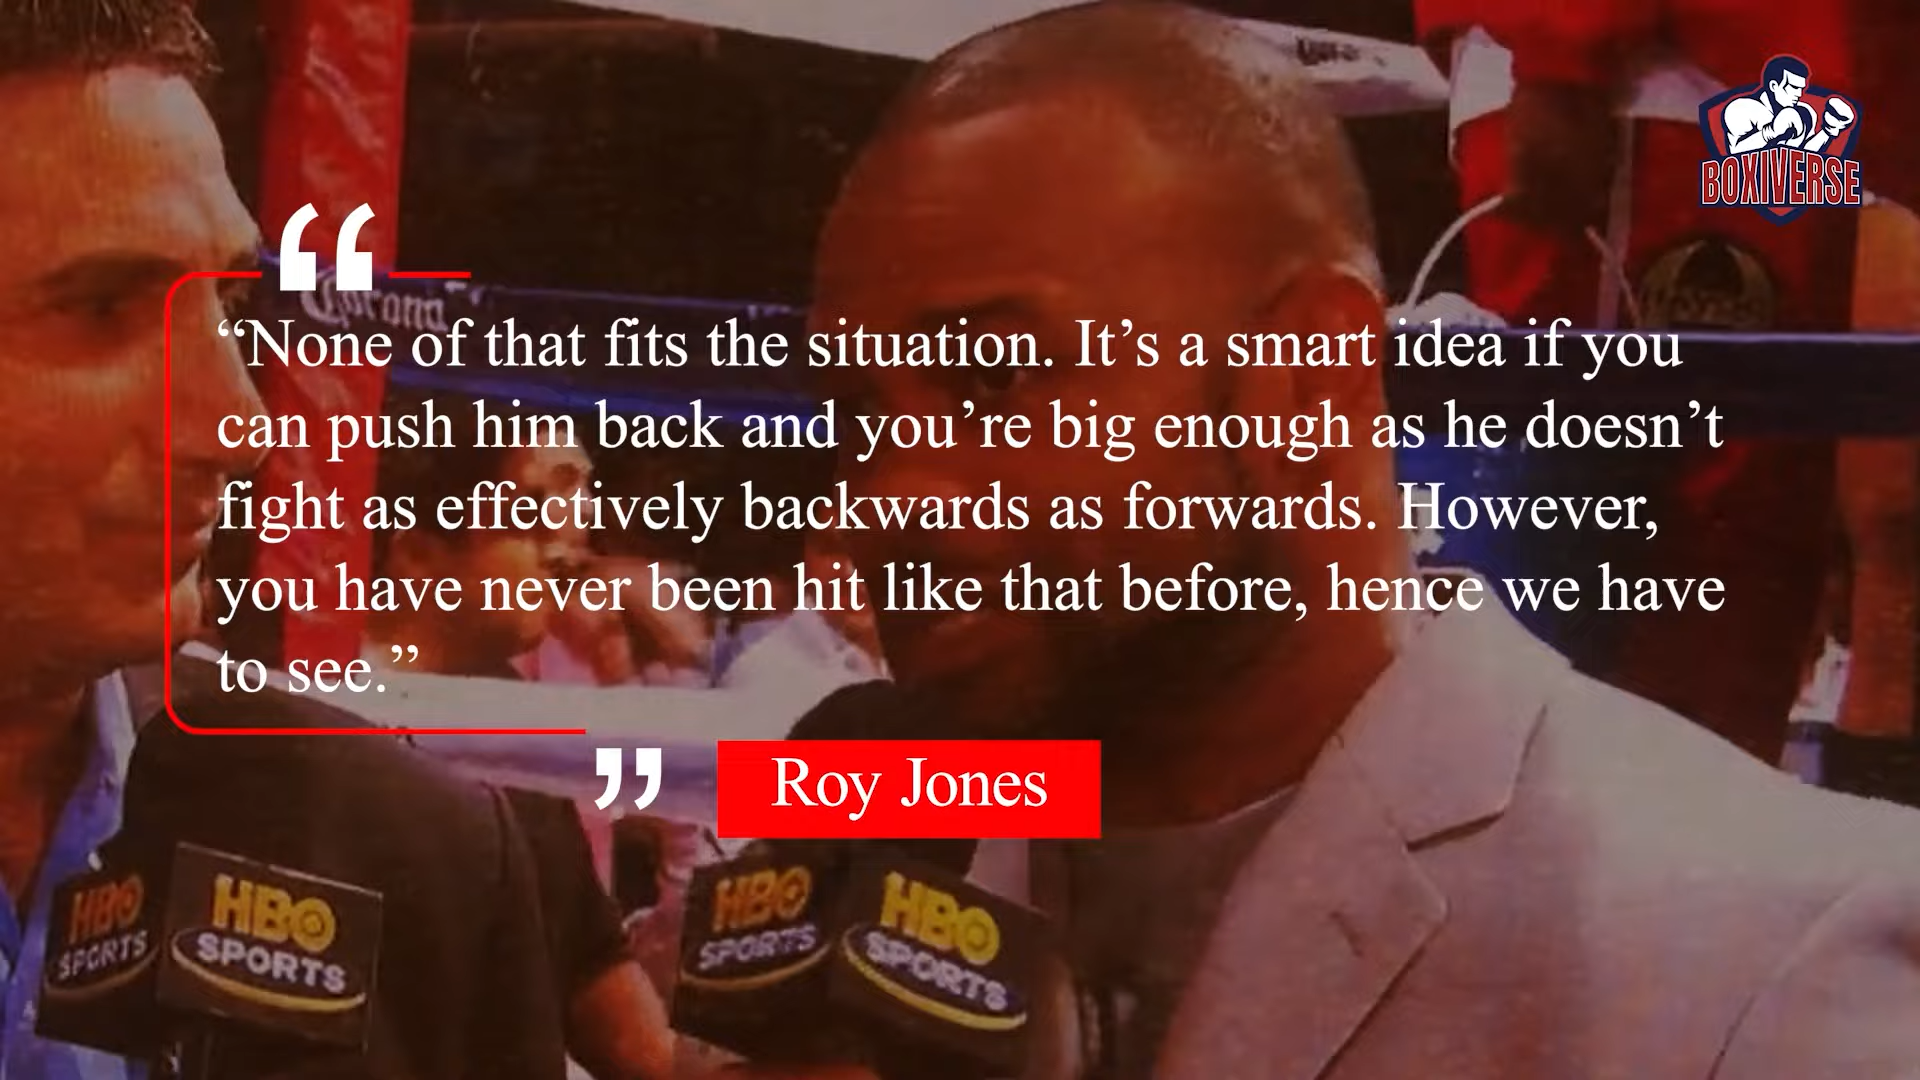 BOXIVERSE
Corona
“None of that fits the situation. It’s a smart idea if you
can push him back and you’re big enough as he doesn’t
fight as effectively backwards as forwards. However,
you have never been hit like that before, hence we have
to see.”
Roy Jones
HBO
SPORTS
HBO
SPORTS
HBO
SPORTS
HBO
SPORTS